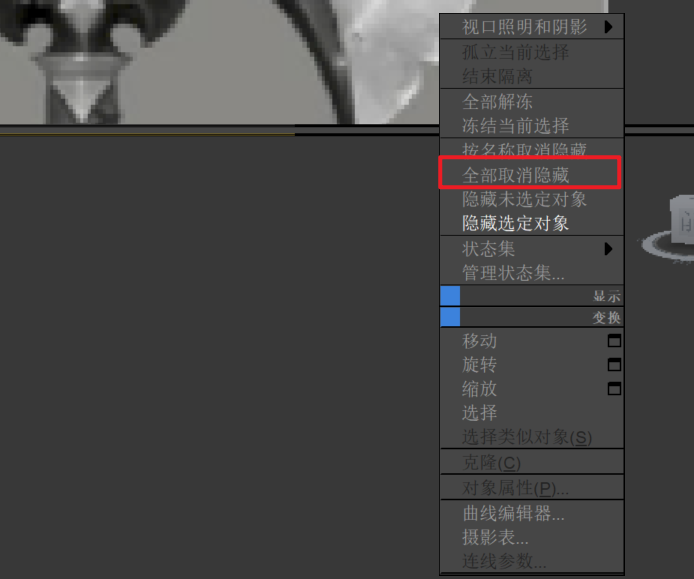 视口照明和阴影
孤立当前选择
结束隔离
全部解冻
冻结当前选择
按名称取消隐藏
全部取消隐藏
隐藏未选定对象
隐藏选定对象
状态集
管理状态集...
显示
变换
移动
旋转
缩放
选择
选择类似对象(S)
克隆(C)
对象属性(P)...
曲线编辑器...
摄影表...
连线参数...
前